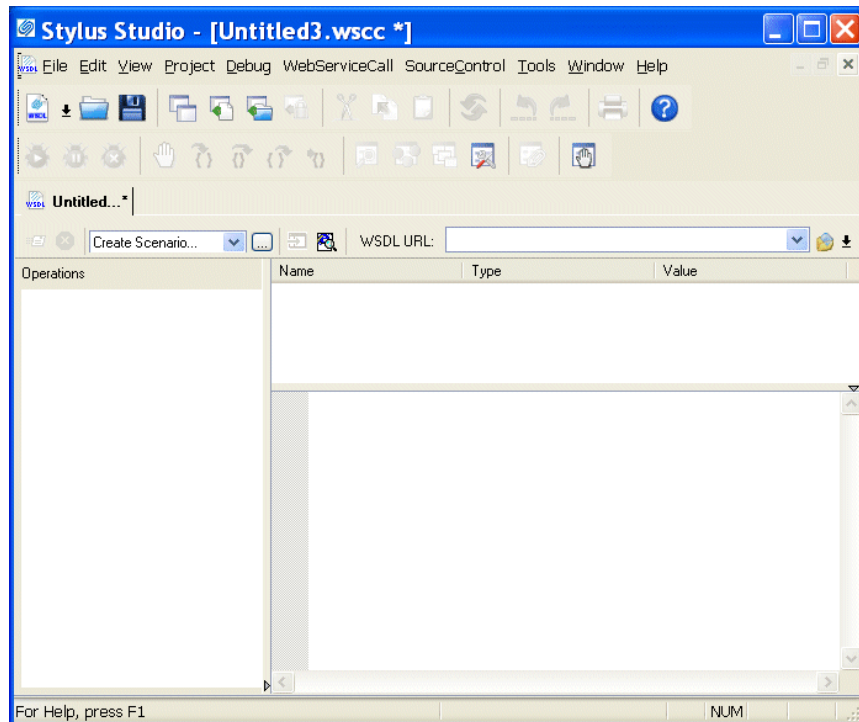 Stylus Studio - [Untitled3.wscc *]
File Edit View Project Debug WebServiceCall SourceControl Tools Window Help
Untitled...*
Create Scenario... WSDL URL:
Operations Name Type Value
For Help, press F1 NUM